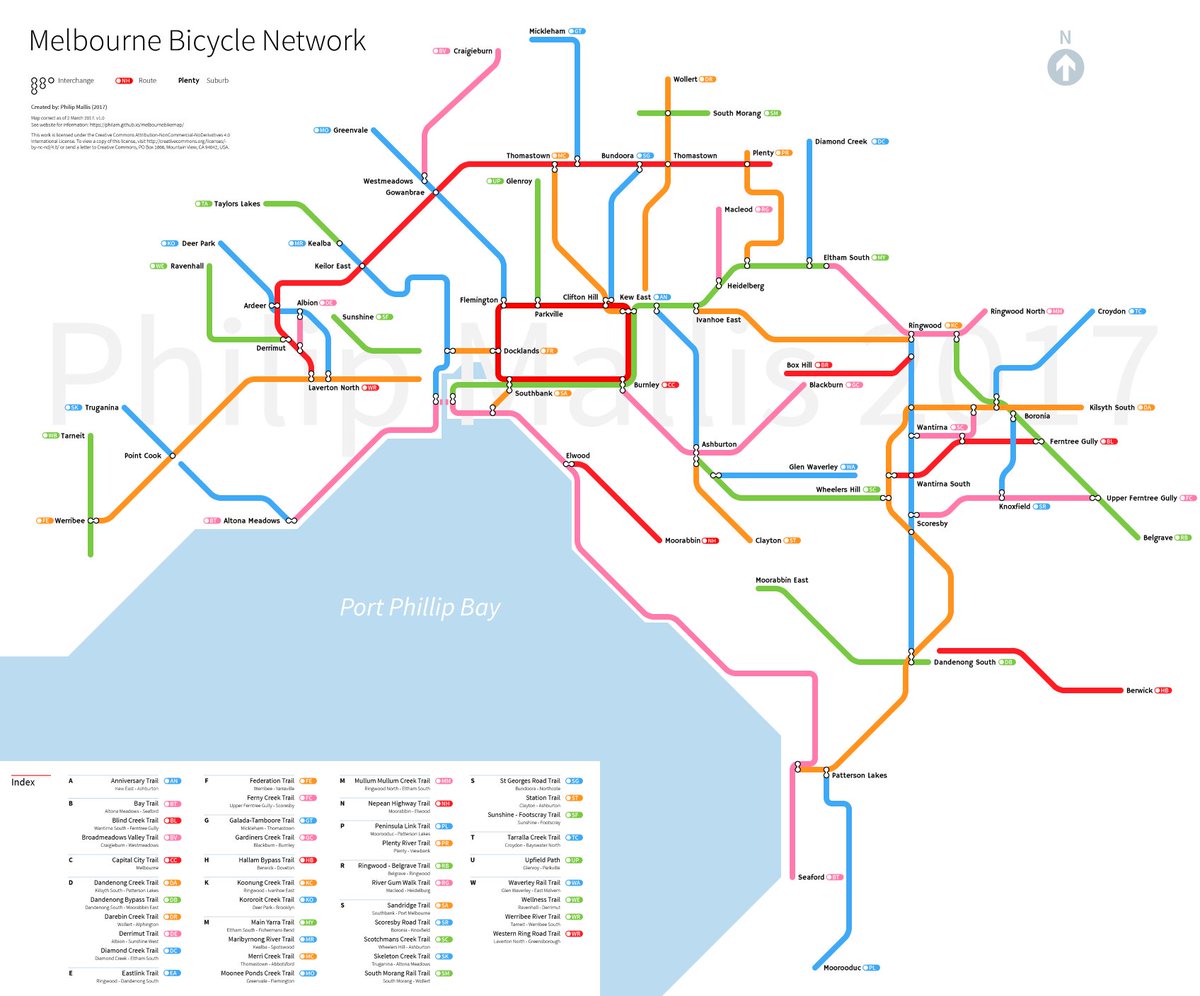 Melbourne Bicycle Network
Interchange
NH Route
Plenty Suburb
Created by: Philip Mallis (2017)
Map correct as of 2 March 2017. v1.0
See website for information: https://philam.github.io/melbournebikemap/
This work is licensed under the Creative Commons Attribution-NonCommercial-NoDerivatives 4.0
International License. To view a copy of this license, visit http://creativecommons.org/licenses/
by-nc-nd/4.0/ or send a letter to Creative Commons, PO Box 1866, Mountain View, CA 94042, USA.
N
Mickleham GT
BV Craigieburn
Wollert DR
South Morang SM
MO Greenvale
Diamond Creek DC
Thomastown MC
Bundoora SG
Thomastown
Plenty PR
Westmeadows
Gowanbrae
UP Glenroy
TA Taylors Lakes
Macleod RG
KO Deer Park
MR Kealba
Ravenhall
Keilor East
Eltham South MY
Heidelberg
Ardeer
Albion DE
Flemington
Clifton Hill
Kew East AN
Parkville
Sunshine SF
Ivanhoe East
Ringwood KC
Ringwood North MM
Croydon TC
Derrimut
Docklands FR
Box Hill BR
Laverton North WR
Burnley CC
Blackburn GC
Southbank SA
SK Truganina
Kilsyth South DA
Boronia
Tarneit
Wantirna SC
Ashburton
Ferntree Gully BL
Point Cook
Elwood
Glen Waverley WA
Wantirna South
Wheelers Hill SC
Upper Ferntree Gully FC
Knoxfield SR
FE Werribee
BT Altona Meadows
Scoresby
Moorabbin NH
Clayton ST
Belgrave RB
Moorabbin East
Port Phillip Bay
Dandenong South DB
Berwick HB
Patterson Lakes
Seaford BT
Moorooduc PL
Philip Mallis 2017
Index
A
Anniversary Trail AN
Kew East - Ashburton
B
Bay Trail BT
Altona Meadows - Seaford
Blind Creek Trail BL
Wantirna South - Ferntree Gully
Broadmeadows Valley Trail BV
Craigieburn - Westmeadows
C
Capital City Trail CC
Melbourne
D
Dandenong Creek Trail DA
Kilsyth South - Patterson Lakes
Dandenong Bypass Trail DB
Dandenong South - Moorabbin East
Darebin Creek Trail DR
Wollert - Alphington
Derrimut Trail DE
Albion - Sunshine West
Diamond Creek Trail DC
Diamond Creek - Eltham South
E
Eastlink Trail EA
Ringwood - Dandenong South
F
Federation Trail FE
Werribee - Yarraville
Ferny Creek Trail FC
Upper Ferntree Gully - Scoresby
G
Galada-Tamboore Trail GT
Mickleham - Thomastown
Gardiners Creek Trail GC
Blackburn - Burnley
H
Hallam Bypass Trail HB
Berwick - Doveton
K
Koonung Creek Trail KC
Ringwood - Ivanhoe East
Kororoit Creek Trail KO
Deer Park - Brooklyn
M
Main Yarra Trail MY
Eltham South - Fishermans Bend
Maribyrnong River Trail MR
Kealba - Spotswood
Merri Creek Trail MC
Thomastown - Abbotsford
Moonee Ponds Creek Trail MO
Greenvale - Flemington
M
Mullum Mullum Creek Trail MM
Ringwood North - Eltham South
N
Nepean Highway Trail NH
Moorabbin - Elwood
P
Peninsula Link Trail PL
Moorooduc - Patterson Lakes
Plenty River Trail PR
Plenty - Viewbank
R
Ringwood - Belgrave Trail RB
Belgrave - Ringwood
River Gum Walk Trail RG
Macleod - Heidelberg
S
Sandridge Trail SA
Southbank - Port Melbourne
Scoresby Road Trail SR
Boronia - Knoxfield
Scotchmans Creek Trail SC
Wheelers Hill - Ashburton
Skeleton Creek Trail SK
Truganina - Altona Meadows
South Morang Rail Trail SM
South Morang - Wollert
S
St Georges Road Trail SG
Bundoora - Northcote
Station Trail ST
Clayton - Ashburton
Sunshine - Footscray Trail SF
Sunshine - Footscray
T
Tarralla Creek Trail TC
Croydon - Bayswater North
U
Upfield Path UP
Glenroy - Parkville
W
Waverley Rail Trail WA
Glen Waverley - East Malvern
Wellness Trail WE
Ravenhall - Derrimut
Werribee River Trail WR
Tarneit - Werribee South
Western Ring Road Trail WR
Laverton North - Greensborough